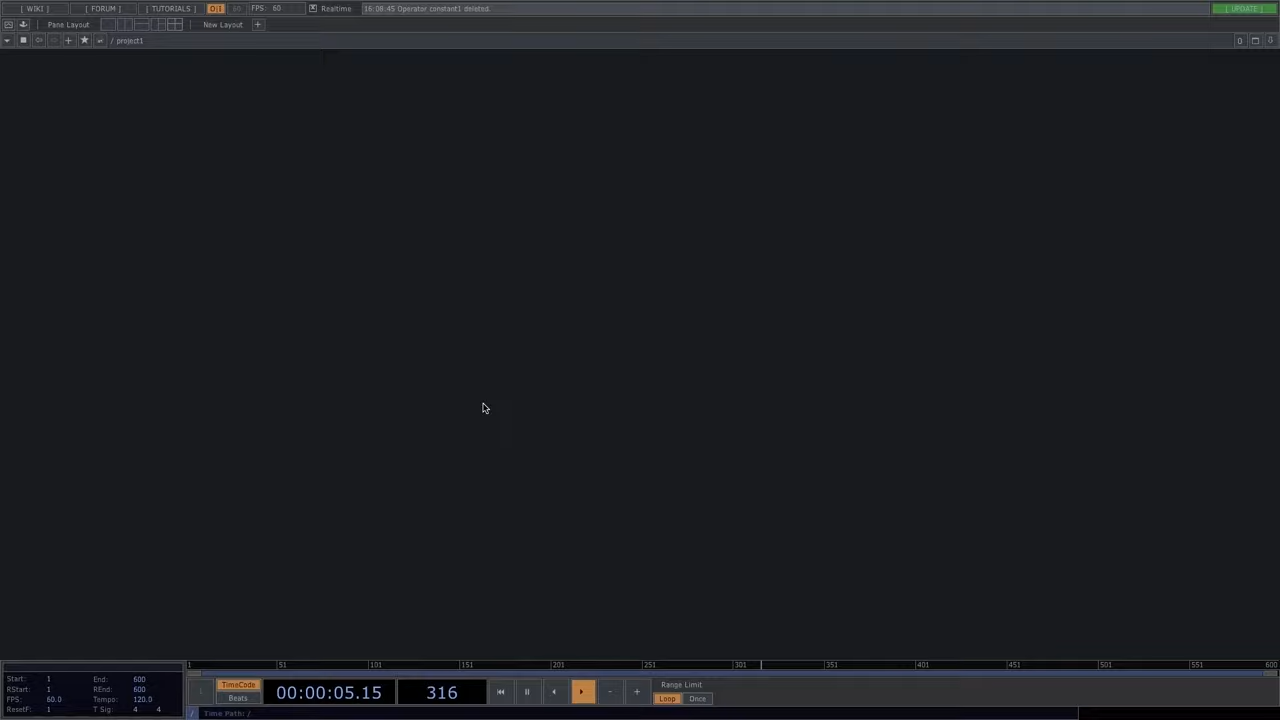 [ WIKI ] [ FORUM ] [ TUTORIALS ] O|I FPS: 60 Realtime 16:08:45 Operator constant1 deleted. [ UPDATE ]
Pane Layout New Layout +
/ project1
1 51 101 151 201 251 301 351 401 451 501 551 600
Start: 1 End: 600
RStart: 1 REnd: 600
FPS: 60.0 Tempo: 120.0
ResetF: 1 T Sig: 4 4
TimeCode
Beats
00:00:05.15 316
- +
Range Limit
Loop Once
/ Time Path: /